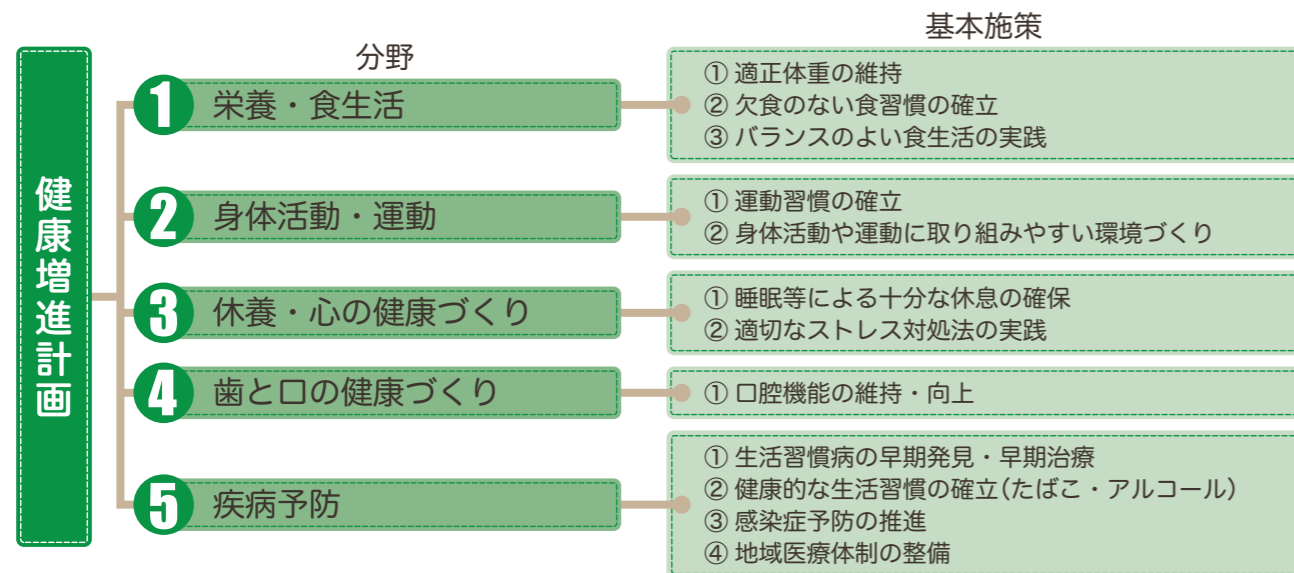 健康増進計画
分野
基本施策
1 栄養・食生活
① 適正体重の維持
② 欠食のない食習慣の確立
③ バランスのよい食生活の実践
2 身体活動・運動
① 運動習慣の確立
② 身体活動や運動に取り組みやすい環境づくり
3 休養・心の健康づくり
① 睡眠等による十分な休息の確保
② 適切なストレス対処法の実践
4 歯と口の健康づくり
① 口腔機能の維持・向上
5 疾病予防
① 生活習慣病の早期発見・早期治療
② 健康的な生活習慣の確立(たばこ・アルコール)
③ 感染症予防の推進
④ 地域医療体制の整備